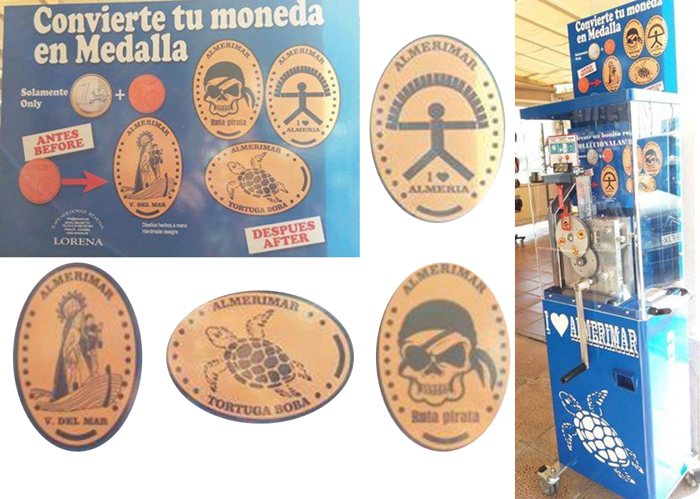 Convierte tu moneda
en Medalla
Solamente
Only
+
ALMERIMAR
Ruta pirata
ALMERIMAR
I ♥
ALMERIA
ANTES
BEFORE
ALMERIMAR
V. DEL MAR
ALMERIMAR
TORTUGA BOBA
LORENA
Diseños hechos a mano
Handmade designs
DESPUES
AFTER
ALMERIMAR
I ♥
ALMERIA
ALMERIMAR
V. DEL MAR
ALMERIMAR
TORTUGA BOBA
ALMERIMAR
Ruta pirata
Convierte tu moneda
en Medalla
I ♥ ALMERIMAR